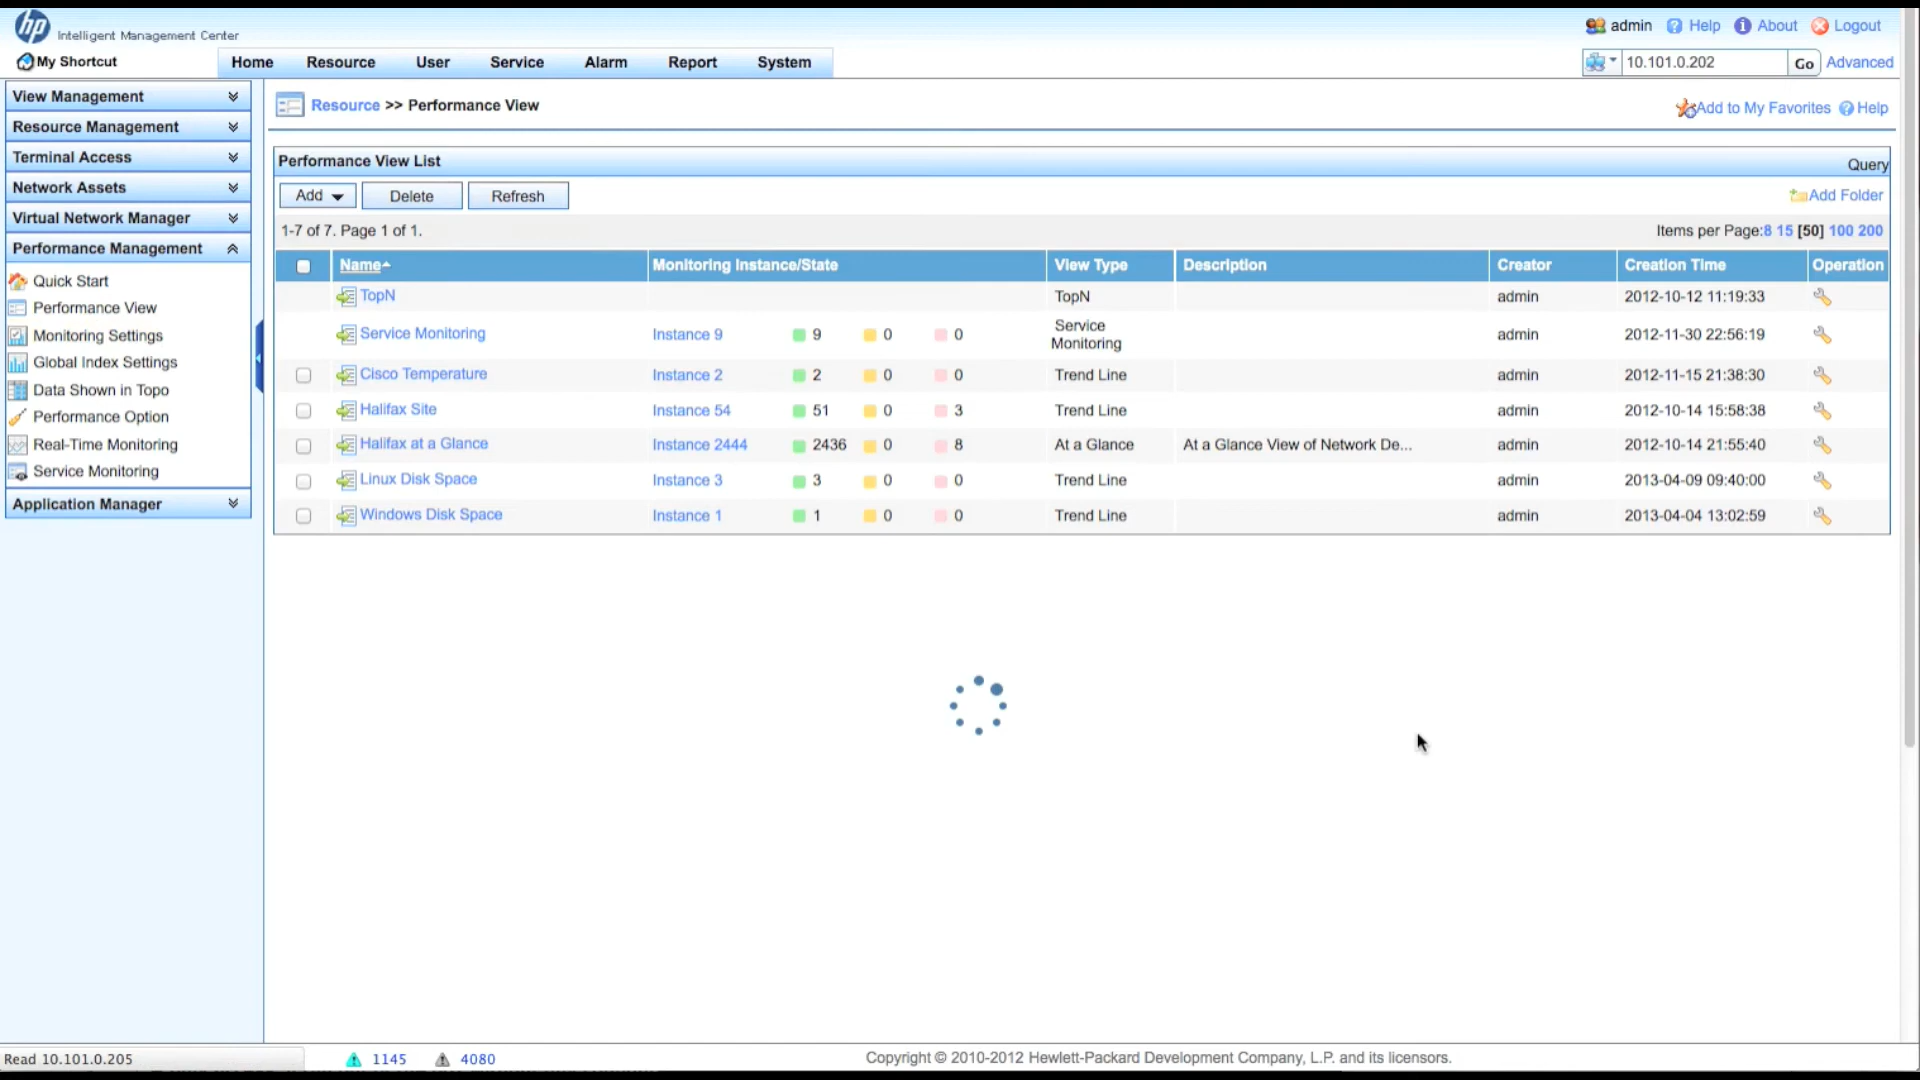 hp Intelligent Management Center
admin Help About Logout
My Shortcut
Home Resource User Service Alarm Report System
10.101.0.202 Go Advanced
View Management
Resource Management
Terminal Access
Network Assets
Virtual Network Manager
Performance Management
Quick Start
Performance View
Monitoring Settings
Global Index Settings
Data Shown in Topo
Performance Option
Real-Time Monitoring
Service Monitoring
Application Manager
Resource >> Performance View
Add to My Favorites Help
Performance View List
Query
Add Delete Refresh
Add Folder
1-7 of 7. Page 1 of 1.
Items per Page:8 15 [50] 100 200
Name Monitoring Instance/State View Type Description Creator Creation Time Operation
TopN TopN admin 2012-10-12 11:19:33
Service Monitoring Instance 9 9 0 0 Service Monitoring admin 2012-11-30 22:56:19
Cisco Temperature Instance 2 2 0 0 Trend Line admin 2012-11-15 21:38:30
Halifax Site Instance 54 51 0 3 Trend Line admin 2012-10-14 15:58:38
Halifax at a Glance Instance 2444 2436 0 8 At a Glance At a Glance View of Network De... admin 2012-10-14 21:55:40
Linux Disk Space Instance 3 3 0 0 Trend Line admin 2013-04-09 09:40:00
Windows Disk Space Instance 1 1 0 0 Trend Line admin 2013-04-04 13:02:59
Read 10.101.0.205
1145 4080
Copyright © 2010-2012 Hewlett-Packard Development Company, L.P. and its licensors.